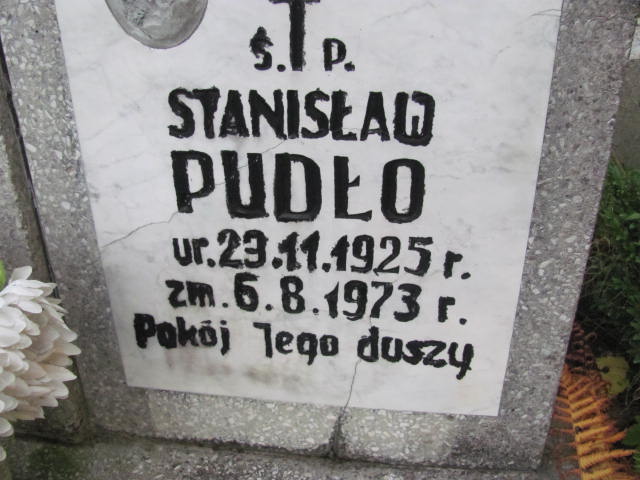 Ś. P.
STANISŁAW
PUDŁO
ur. 23.11.1925 r.
zm. 6.8.1973 r.
Pokój Jego duszy